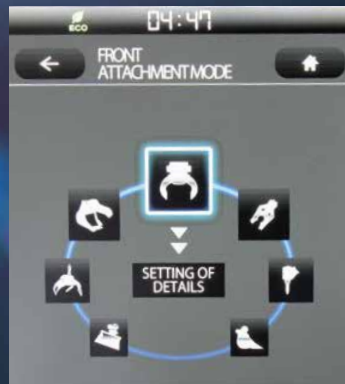 ECO
04:47
FRONT
ATTACHMENT MODE
SETTING OF
DETAILS